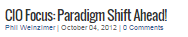 CIO Focus: Paradigm Shift Ahead!
Phil Weinzimer | October 04, 2012 | 0 Comments